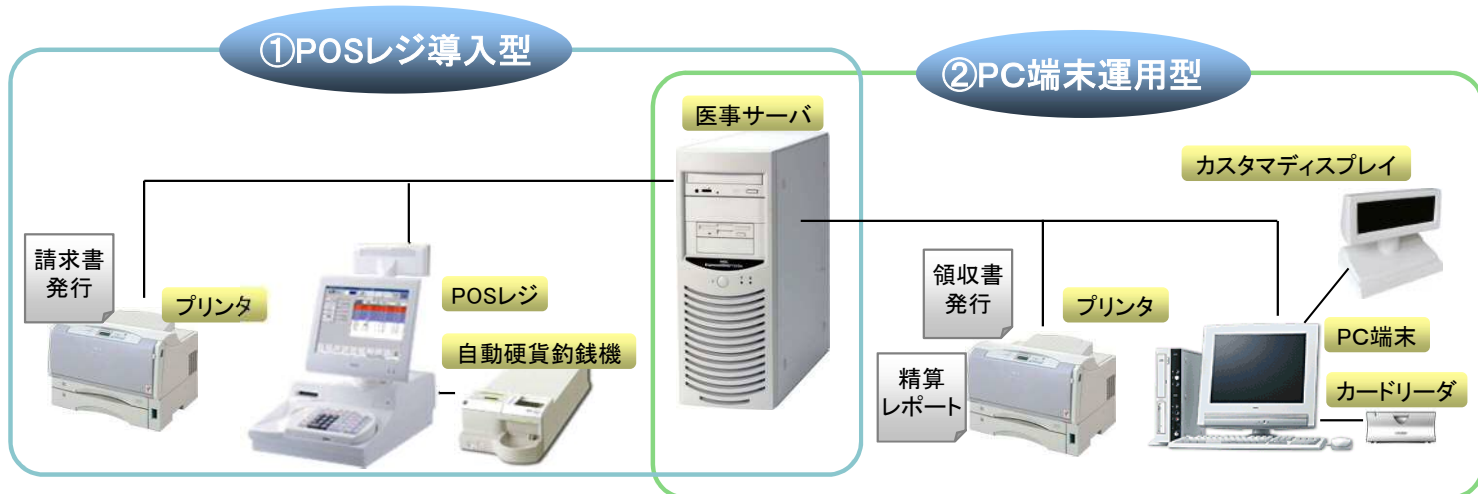 ①POSレジ導入型
②PC端末運用型
医事サーバ
カスタマディスプレイ
請求書
発行
プリンタ
POSレジ
自動硬貨釣銭機
領収書
発行
プリンタ
精算
レポート
PC端末
カードリーダ